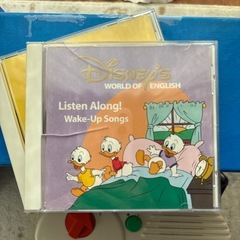 Disney's
WORLD OF ENGLISH
Listen Along!
Wake-Up Songs